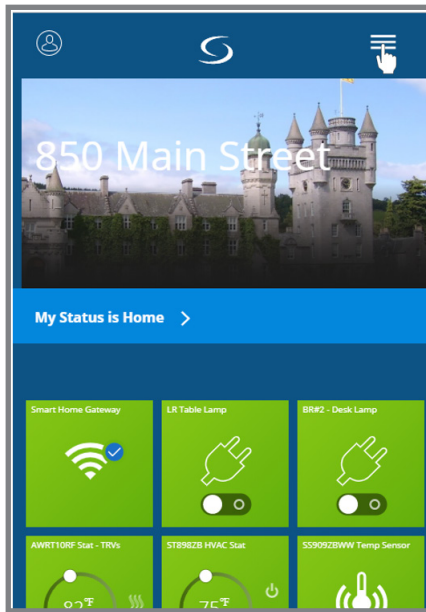 850 Main Street
My Status is Home
Smart Home Gateway
LR Table Lamp
BR#2 - Desk Lamp
AWRT10RF Stat - TRVs
ST898ZB HVAC Stat
SS909ZBWW Temp Sensor
75°F